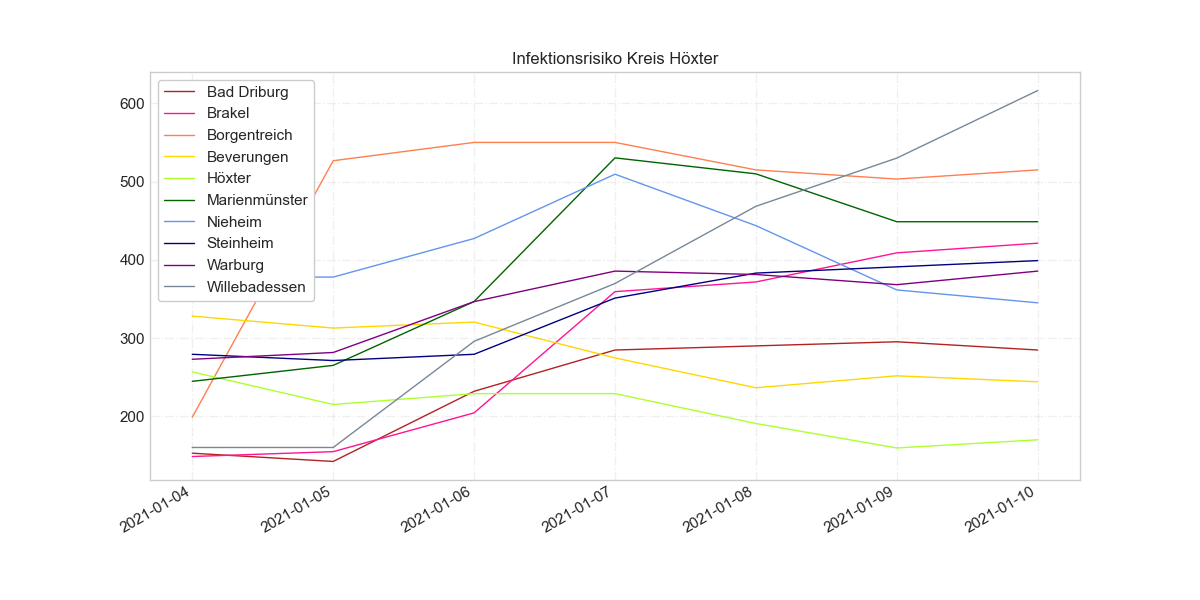 Infektionsrisiko Kreis Höxter
Bad Driburg
Brakel
Borgentreich
Beverungen
Höxter
Marienmünster
Nieheim
Steinheim
Warburg
Willebadessen
600
500
400
300
200
2021-01-04
2021-01-05
2021-01-06
2021-01-07
2021-01-08
2021-01-09
2021-01-10